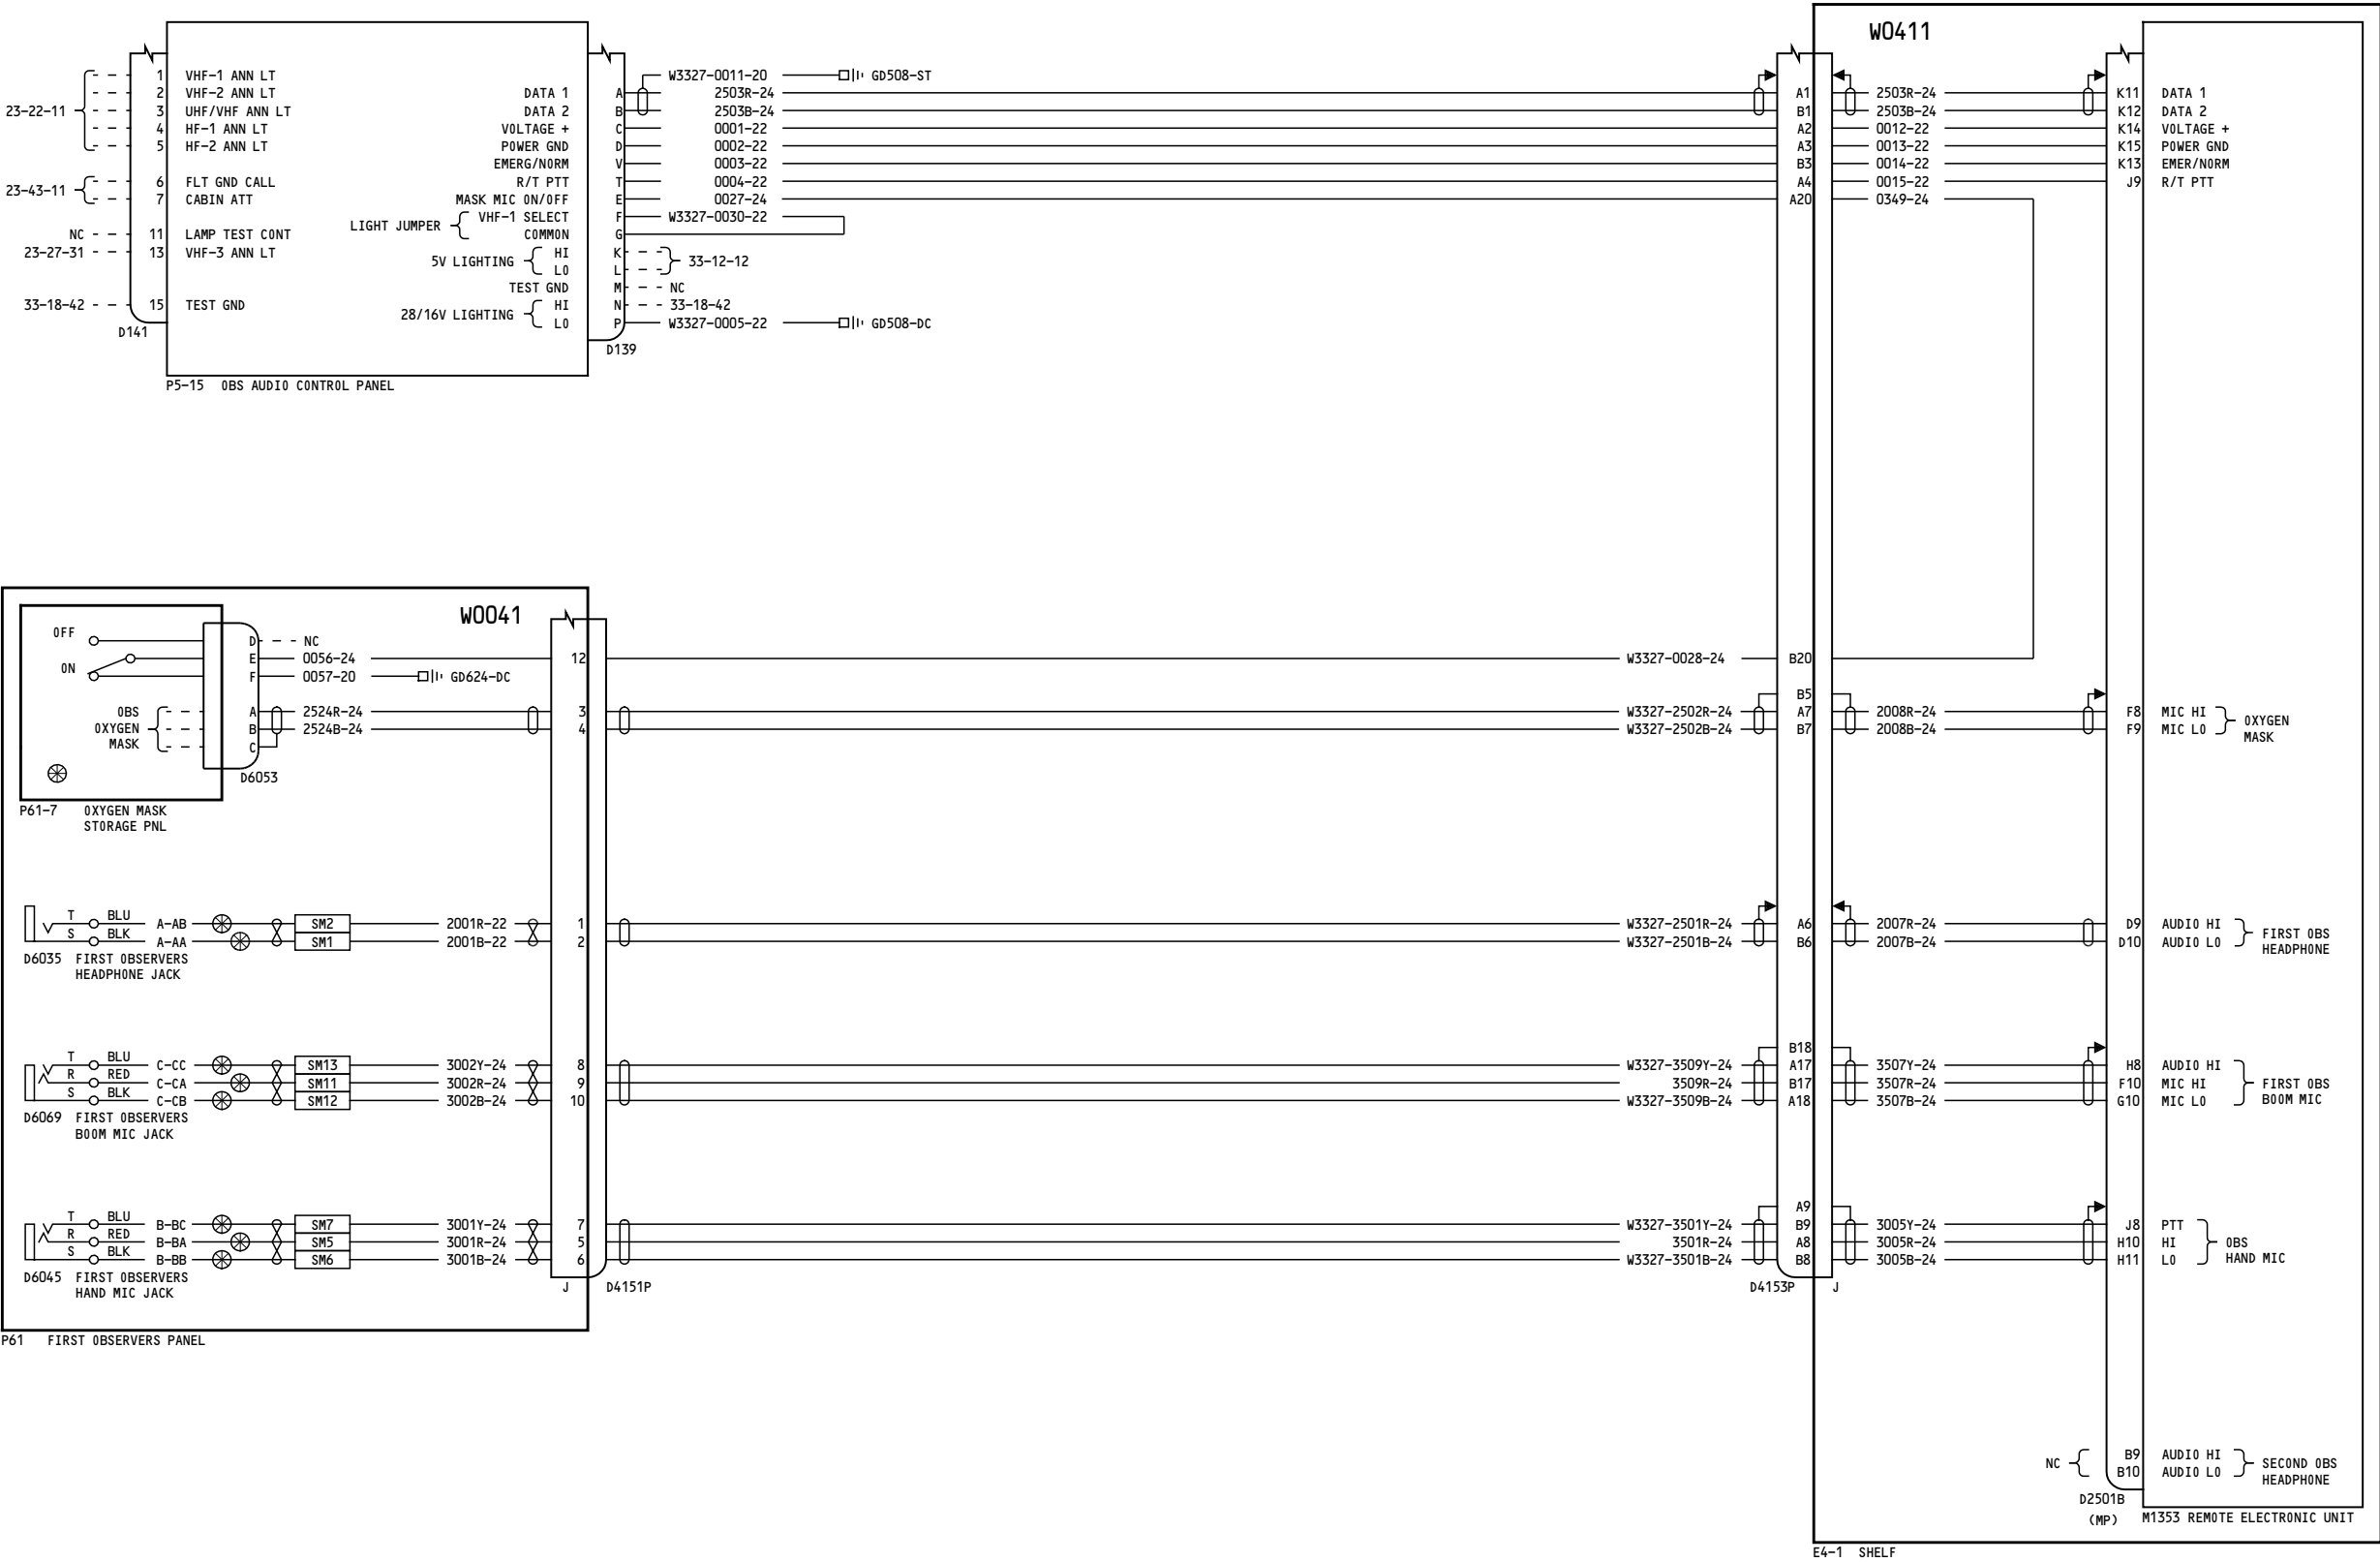 W0411
23-22-11
1 VHF-1 ANN LT
2 VHF-2 ANN LT
3 UHF/VHF ANN LT
4 HF-1 ANN LT
5 HF-2 ANN LT
23-43-11
6 FLT GND CALL
7 CABIN ATT
NC 11 LAMP TEST CONT
23-27-31 13 VHF-3 ANN LT
33-18-42 15 TEST GND
D141
W3327-0011-20 GD508-ST
DATA 1 A 2503R-24
DATA 2 B 2503B-24
VOLTAGE + C 0001-22
POWER GND D 0002-22
EMERG/NORM V 0003-22
R/T PTT T 0004-22
MASK MIC ON/OFF E 0027-24
LIGHT JUMPER
VHF-1 SELECT F W3327-0030-22
COMMON G
5V LIGHTING
HI K
LO L
33-12-12
TEST GND M NC
28/16V LIGHTING
HI N 33-18-42
LO P W3327-0005-22 GD508-DC
D139
P5-15 OBS AUDIO CONTROL PANEL
A1 2503R-24 K11 DATA 1
B1 2503B-24 K12 DATA 2
A2 0012-22 K14 VOLTAGE +
A3 0013-22 K15 POWER GND
B3 0014-22 K13 EMER/NORM
A4 0015-22 J9 R/T PTT
A20 0349-24
W0041
OFF
ON
D NC
E 0056-24 12 W3327-0028-24 B20
F 0057-20 GD624-DC
OBS
OXYGEN
MASK
B5
A 2524R-24 3 W3327-2502R-24 A7 2008R-24 F8 MIC HI
B 2524B-24 4 W3327-2502B-24 B7 2008B-24 F9 MIC LO
C
OXYGEN
MASK
D6053
P61-7 OXYGEN MASK
STORAGE PNL
T BLU A-AB SM2 2001R-22 1 W3327-2501R-24 A6 2007R-24 D9 AUDIO HI
S BLK A-AA SM1 2001B-22 2 W3327-2501B-24 B6 2007B-24 D10 AUDIO LO
FIRST OBS
HEADPHONE
D6035 FIRST OBSERVERS
HEADPHONE JACK
B18
T BLU C-CC SM13 3002Y-24 8 W3327-3509Y-24 A17 3507Y-24 H8 AUDIO HI
R RED C-CA SM11 3002R-24 9 3509R-24 B17 3507R-24 F10 MIC HI
S BLK C-CB SM12 3002B-24 10 W3327-3509B-24 A18 3507B-24 G10 MIC LO
FIRST OBS
BOOM MIC
D6069 FIRST OBSERVERS
BOOM MIC JACK
A9
T BLU B-BC SM7 3001Y-24 7 W3327-3501Y-24 B9 3005Y-24 J8 PTT
R RED B-BA SM5 3001R-24 5 3501R-24 A8 3005R-24 H10 HI
S BLK B-BB SM6 3001B-24 6 W3327-3501B-24 B8 3005B-24 H11 LO
OBS
HAND MIC
D6045 FIRST OBSERVERS
HAND MIC JACK
J D4151P
D4153P J
P61 FIRST OBSERVERS PANEL
NC
B9 AUDIO HI
B10 AUDIO LO
SECOND OBS
HEADPHONE
D2501B
(MP)
M1353 REMOTE ELECTRONIC UNIT
E4-1 SHELF